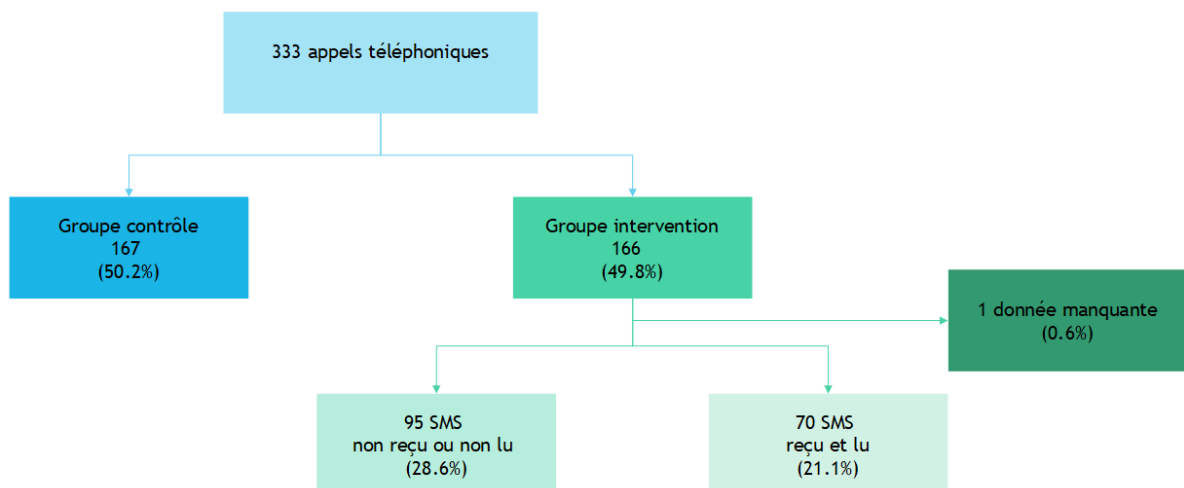 333 appels téléphoniques
Groupe contrôle
167
(50.2%)
Groupe intervention
166
(49.8%)
1 donnée manquante
(0.6%)
95 SMS
non reçu ou non lu
(28.6%)
70 SMS
reçu et lu
(21.1%)